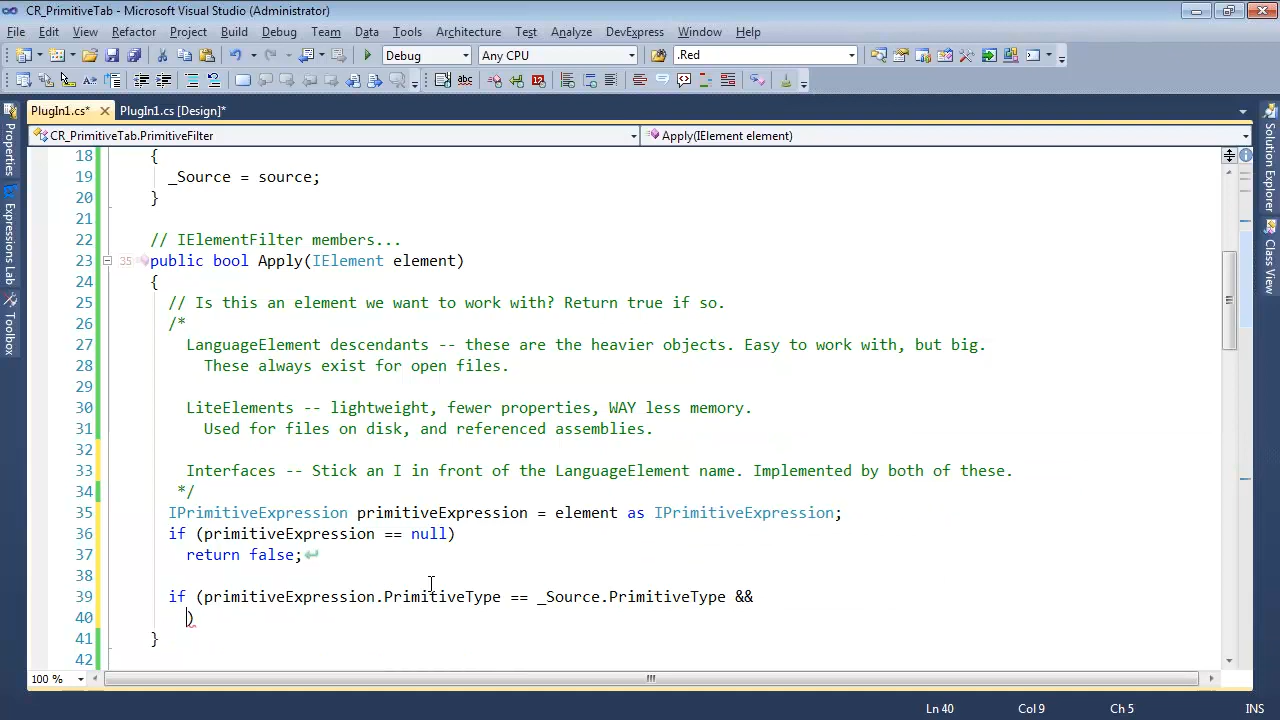 CR_PrimitiveTab - Microsoft Visual Studio (Administrator)
File Edit View Refactor Project Build Debug Team Data Tools Architecture Test Analyze DevExpress Window Help
Debug Any CPU .Red
PlugIn1.cs* PlugIn1.cs [Design]*
CR_PrimitiveTab.PrimitiveFilter Apply(IElement element)
Properties
Expressions Lab
Toolbox
Solution Explorer
Class View
18 {
19 _Source = source;
20 }
21
22 // IElementFilter members...
23 35 public bool Apply(IElement element)
24 {
25 // Is this an element we want to work with? Return true if so.
26 /*
27 LanguageElement descendants -- these are the heavier objects. Easy to work with, but big.
28 These always exist for open files.
29
30 LiteElements -- lightweight, fewer properties, WAY less memory.
31 Used for files on disk, and referenced assemblies.
32
33 Interfaces -- Stick an I in front of the LanguageElement name. Implemented by both of these.
34 */
35 IPrimitiveExpression primitiveExpression = element as IPrimitiveExpression;
36 if (primitiveExpression == null)
37 return false;
38
39 if (primitiveExpression.PrimitiveType == _Source.PrimitiveType &&
40 )
41 }
42
100 %
Ln 40 Col 9 Ch 5 INS